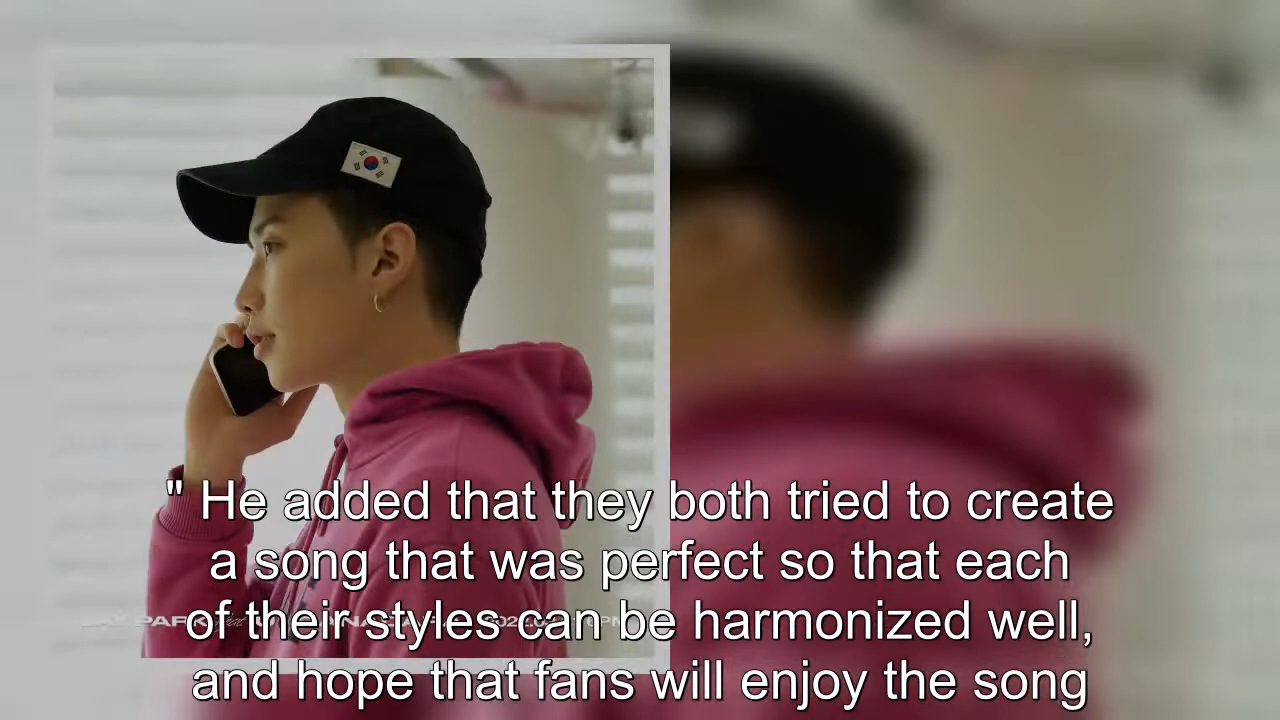 " He added that they both tried to create
a song that was perfect so that each
of their styles can be harmonized well,
and hope that fans will enjoy the song
PARK